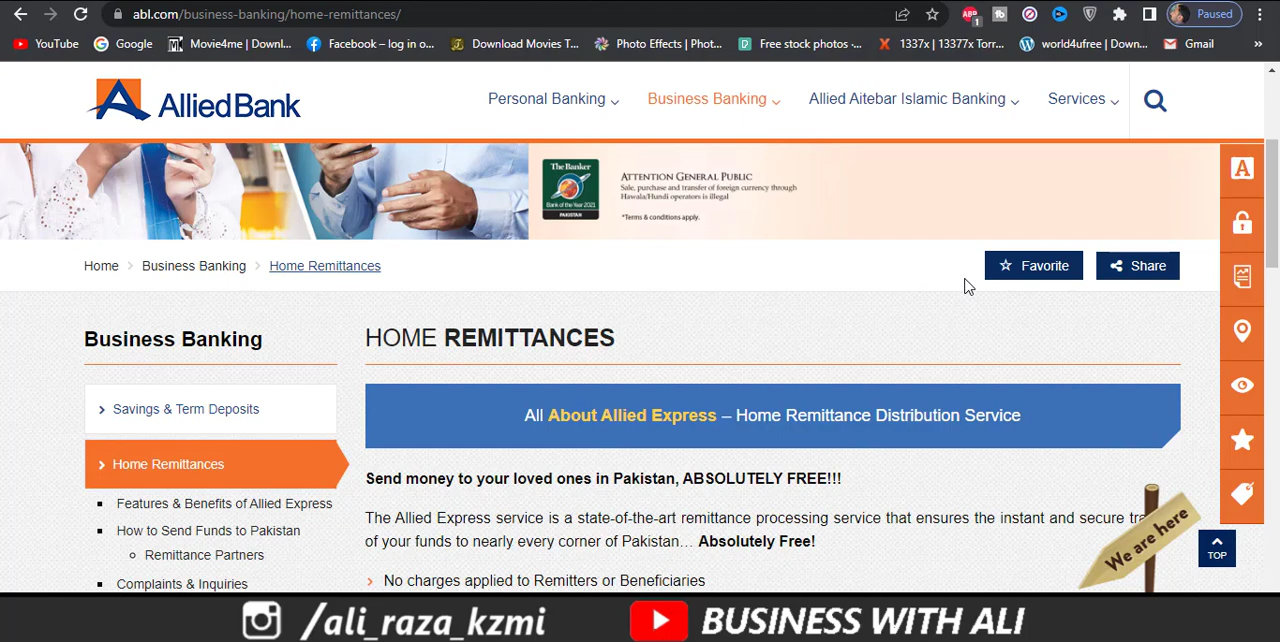 abl.com/business-banking/home-remittances/
1
Paused
YouTube
Google
Movie4me | Downl...
Facebook – log in o...
Download Movies T...
Photo Effects | Phot...
Free stock photos -...
1337x | 13377x Torr...
world4ufree | Down...
Gmail
»
Allied Bank
Personal Banking
Business Banking
Allied Aitebar Islamic Banking
Services
The Banker
Bank of the Year 2021
PAKISTAN
ATTENTION GENERAL PUBLIC
Sale, purchase and transfer of foreign currency through
Hawala/Hundi operators is illegal
*Terms & conditions apply.
Home > Business Banking > Home Remittances
Favorite
Share
Business Banking
Savings & Term Deposits
Home Remittances
Features & Benefits of Allied Express
How to Send Funds to Pakistan
Remittance Partners
Complaints & Inquiries
HOME REMITTANCES
All About Allied Express – Home Remittance Distribution Service
Send money to your loved ones in Pakistan, ABSOLUTELY FREE!!!
The Allied Express service is a state-of-the-art remittance processing service that ensures the instant and secure tra
of your funds to nearly every corner of Pakistan... Absolutely Free!
No charges applied to Remitters or Beneficiaries
We are here
TOP
/ali_raza_kzmi
BUSINESS WITH ALI